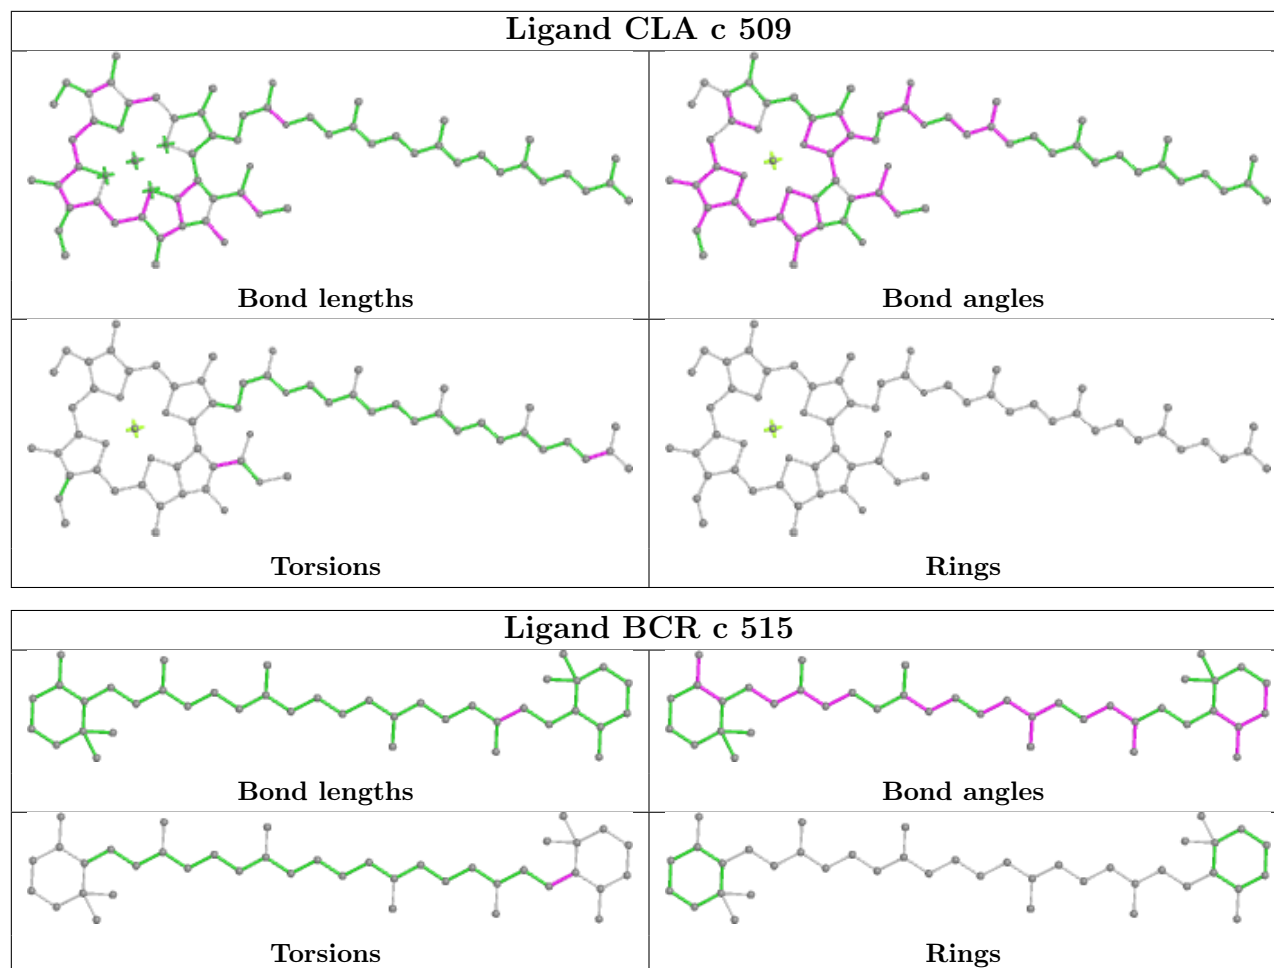 Ligand CLA c 509
Bond lengths
Bond angles
Torsions
Rings
Ligand BCR c 515
Bond lengths
Bond angles
Torsions
Rings